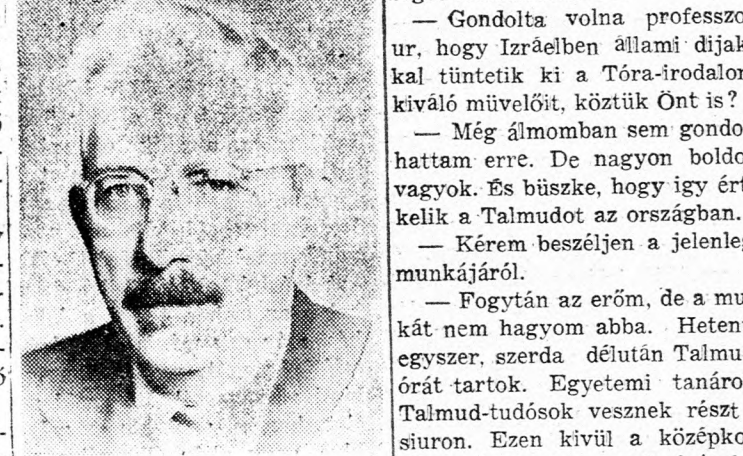 — Gondolta volna professzo
ur, hogy Izráelben állami dijak
kal tüntetik ki a Tóra-irodalom
kiváló müvelőit, köztük Önt is?
— Még álmomban sem gondo
hattam erre. De nagyon boldo
vagyok. És büszke, hogy igy ért
kelik a Talmudot az országban.
— Kérem beszéljen a jelenleg
munkájáról.
— Fogytán az erőm, de a mu
kát nem hagyom abba. Heten
egyszer, szerda délután Talmu
órát tartok. Egyetemi tanáro
Talmud-tudósok vesznek részt
siuron. Ezen kivül a középko